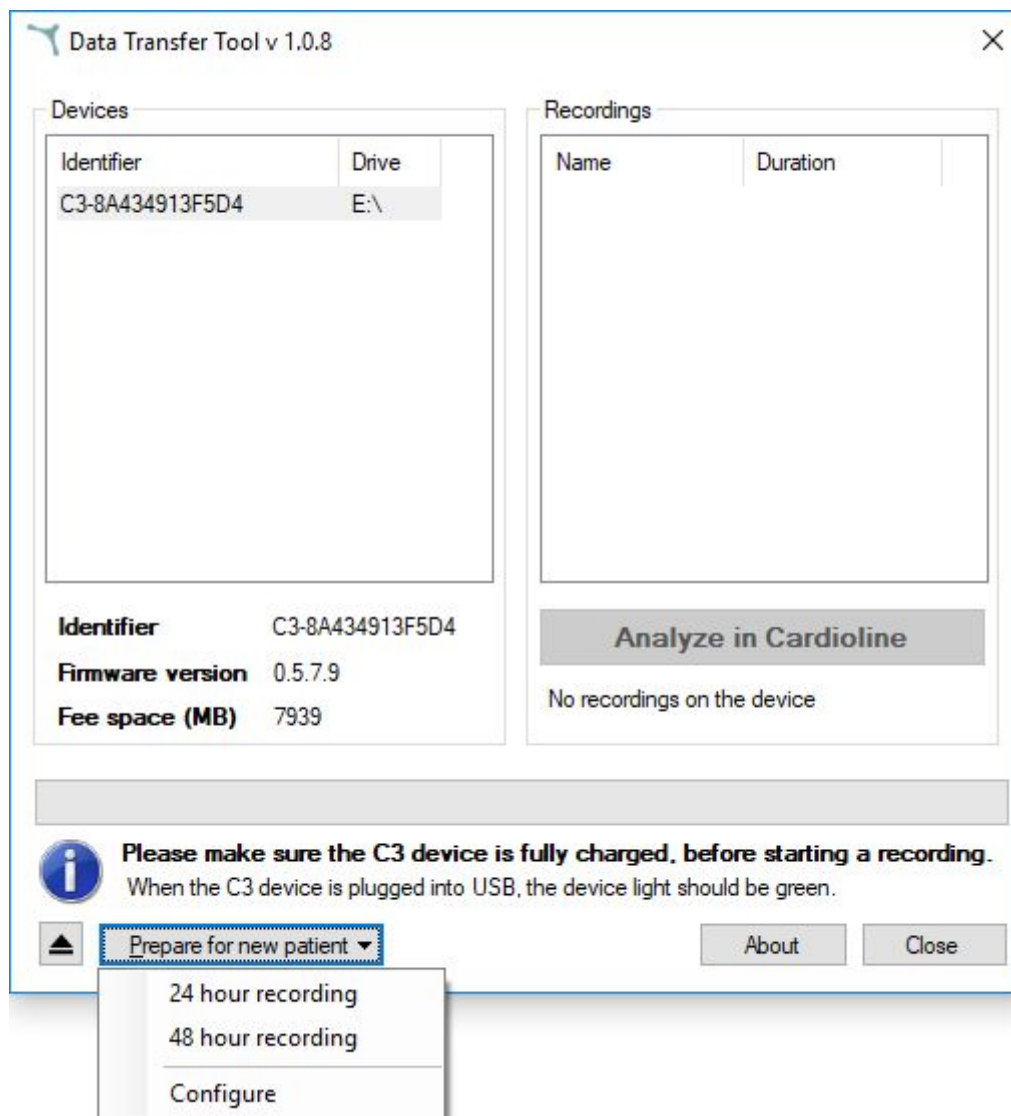 Data Transfer Tool v 1.0.8
Devices
Identifier Drive
C3-8A434913F5D4 E:\
Identifier C3-8A434913F5D4
Firmware version 0.5.7.9
Fee space (MB) 7939
Recordings
Name Duration
Analyze in Cardioline
No recordings on the device
Please make sure the C3 device is fully charged, before starting a recording.
When the C3 device is plugged into USB, the device light should be green.
Prepare for new patient
About
Close
24 hour recording
48 hour recording
Configure